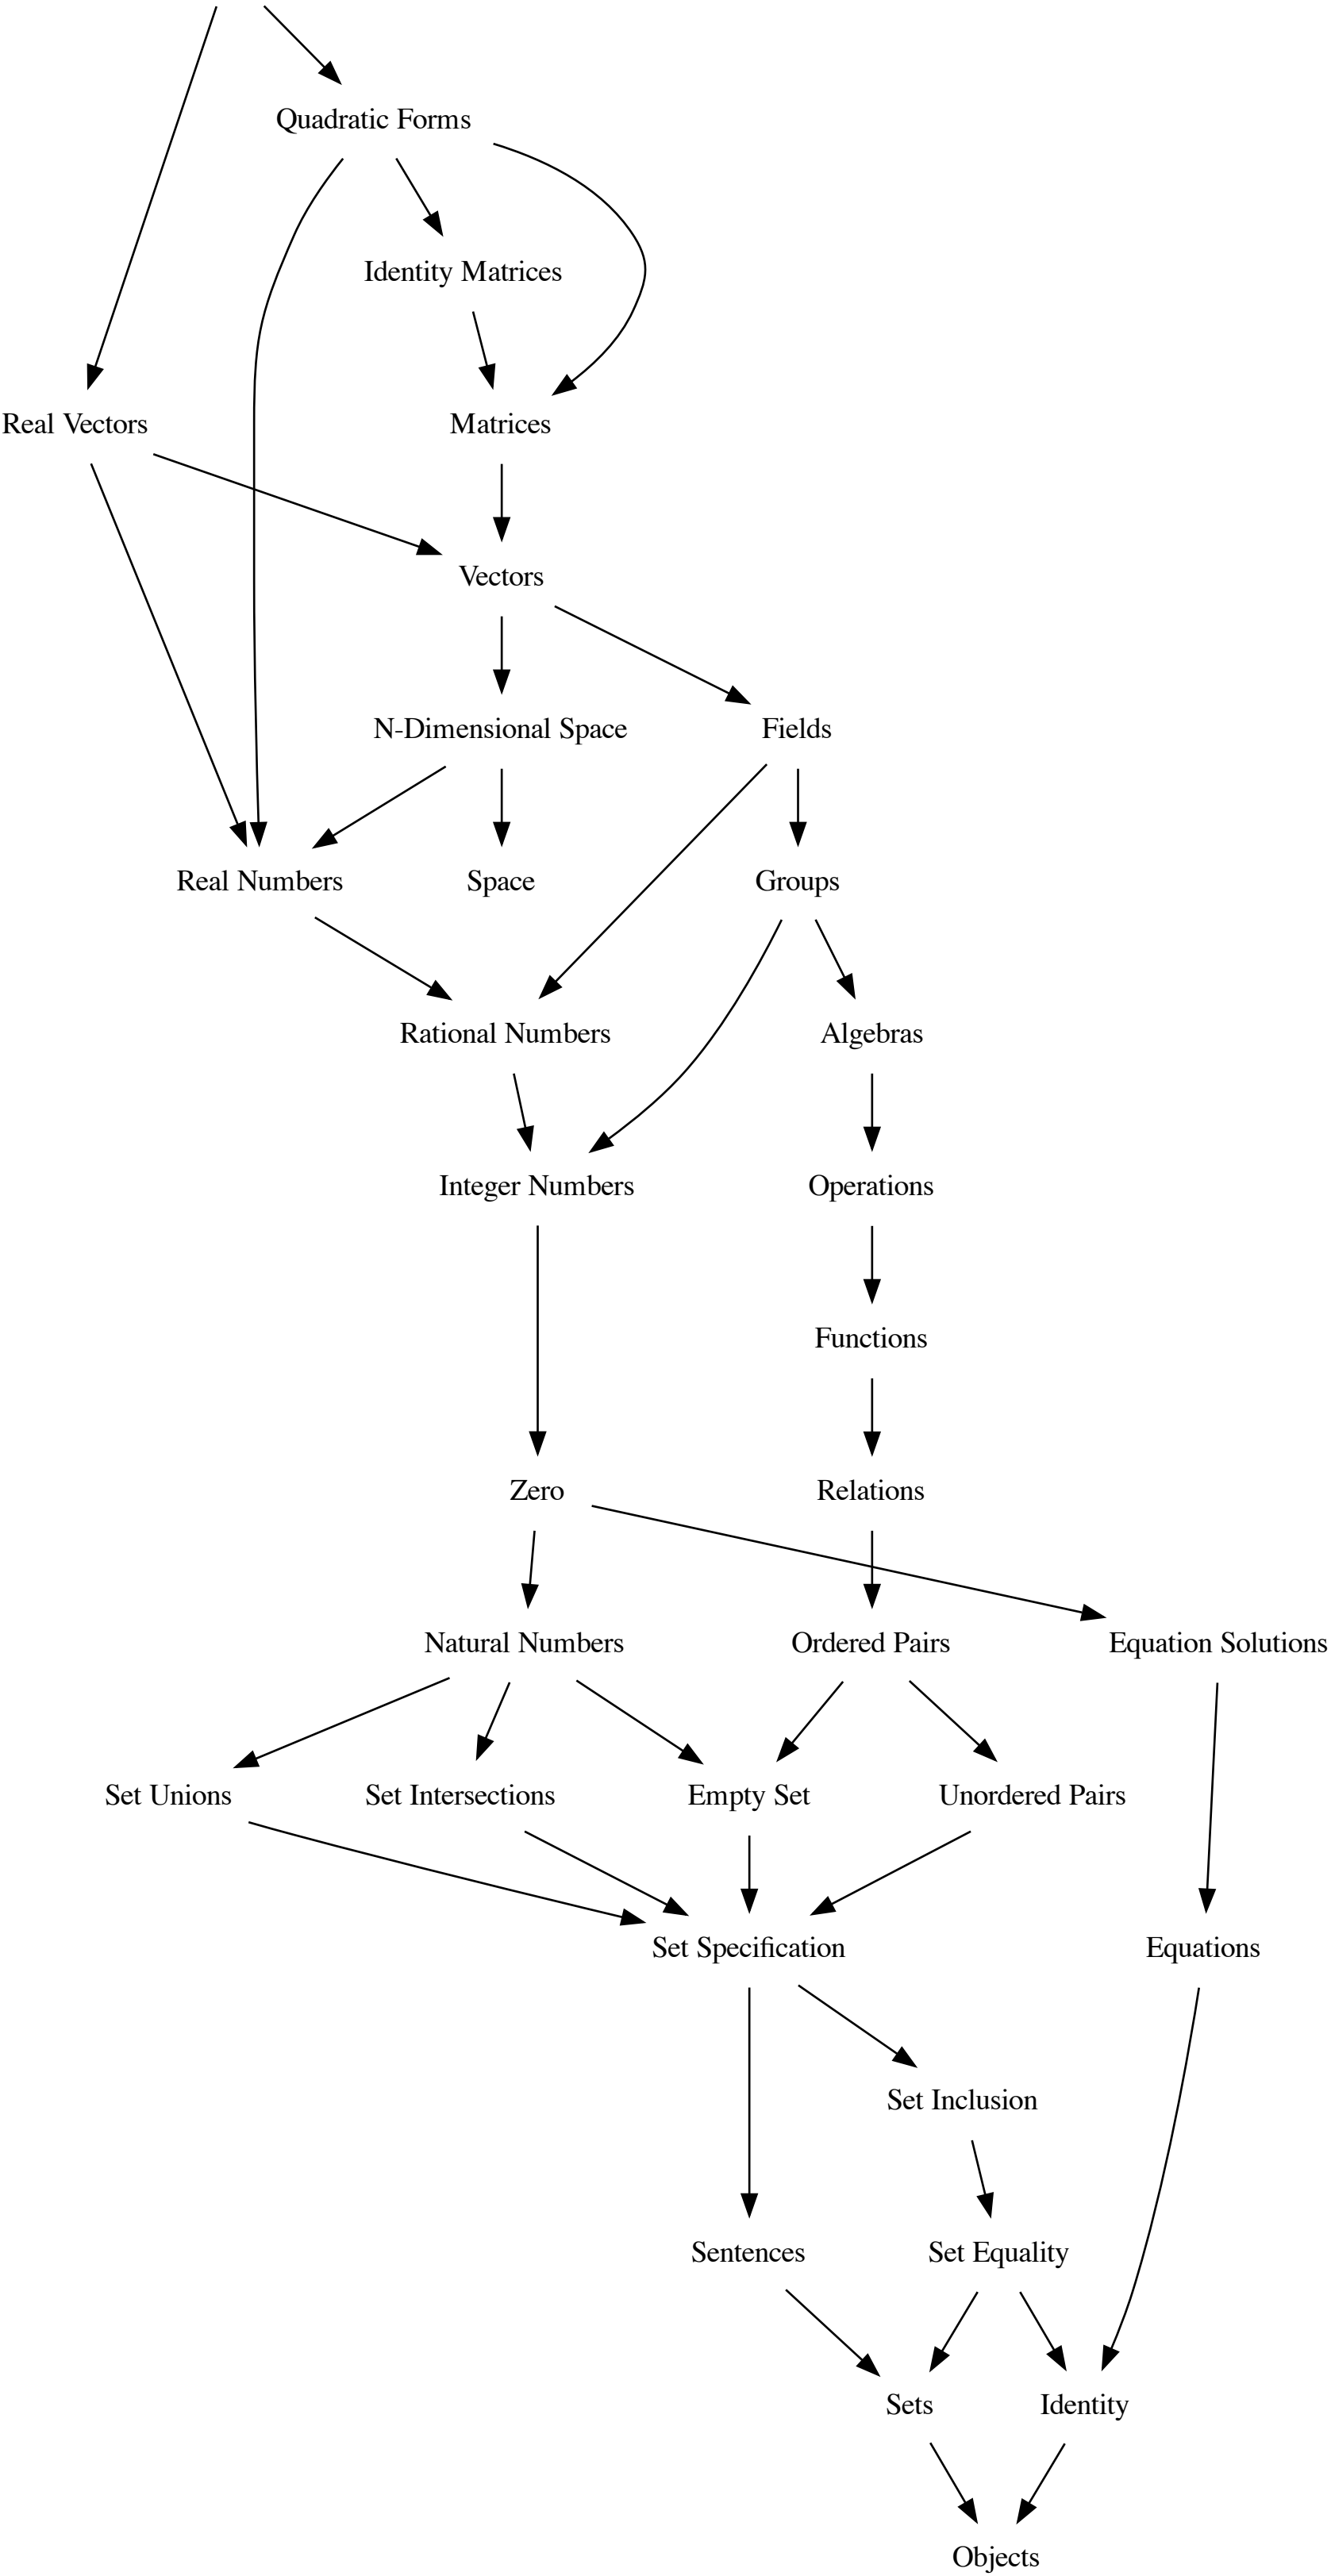 Quadratic Forms
Identity Matrices
Real Vectors
Matrices
Vectors
N-Dimensional Space
Fields
Real Numbers
Space
Groups
Rational Numbers
Algebras
Integer Numbers
Operations
Functions
Zero
Relations
Natural Numbers
Ordered Pairs
Equation Solutions
Set Unions
Set Intersections
Empty Set
Unordered Pairs
Set Specification
Equations
Set Inclusion
Sentences
Set Equality
Sets
Identity
Objects